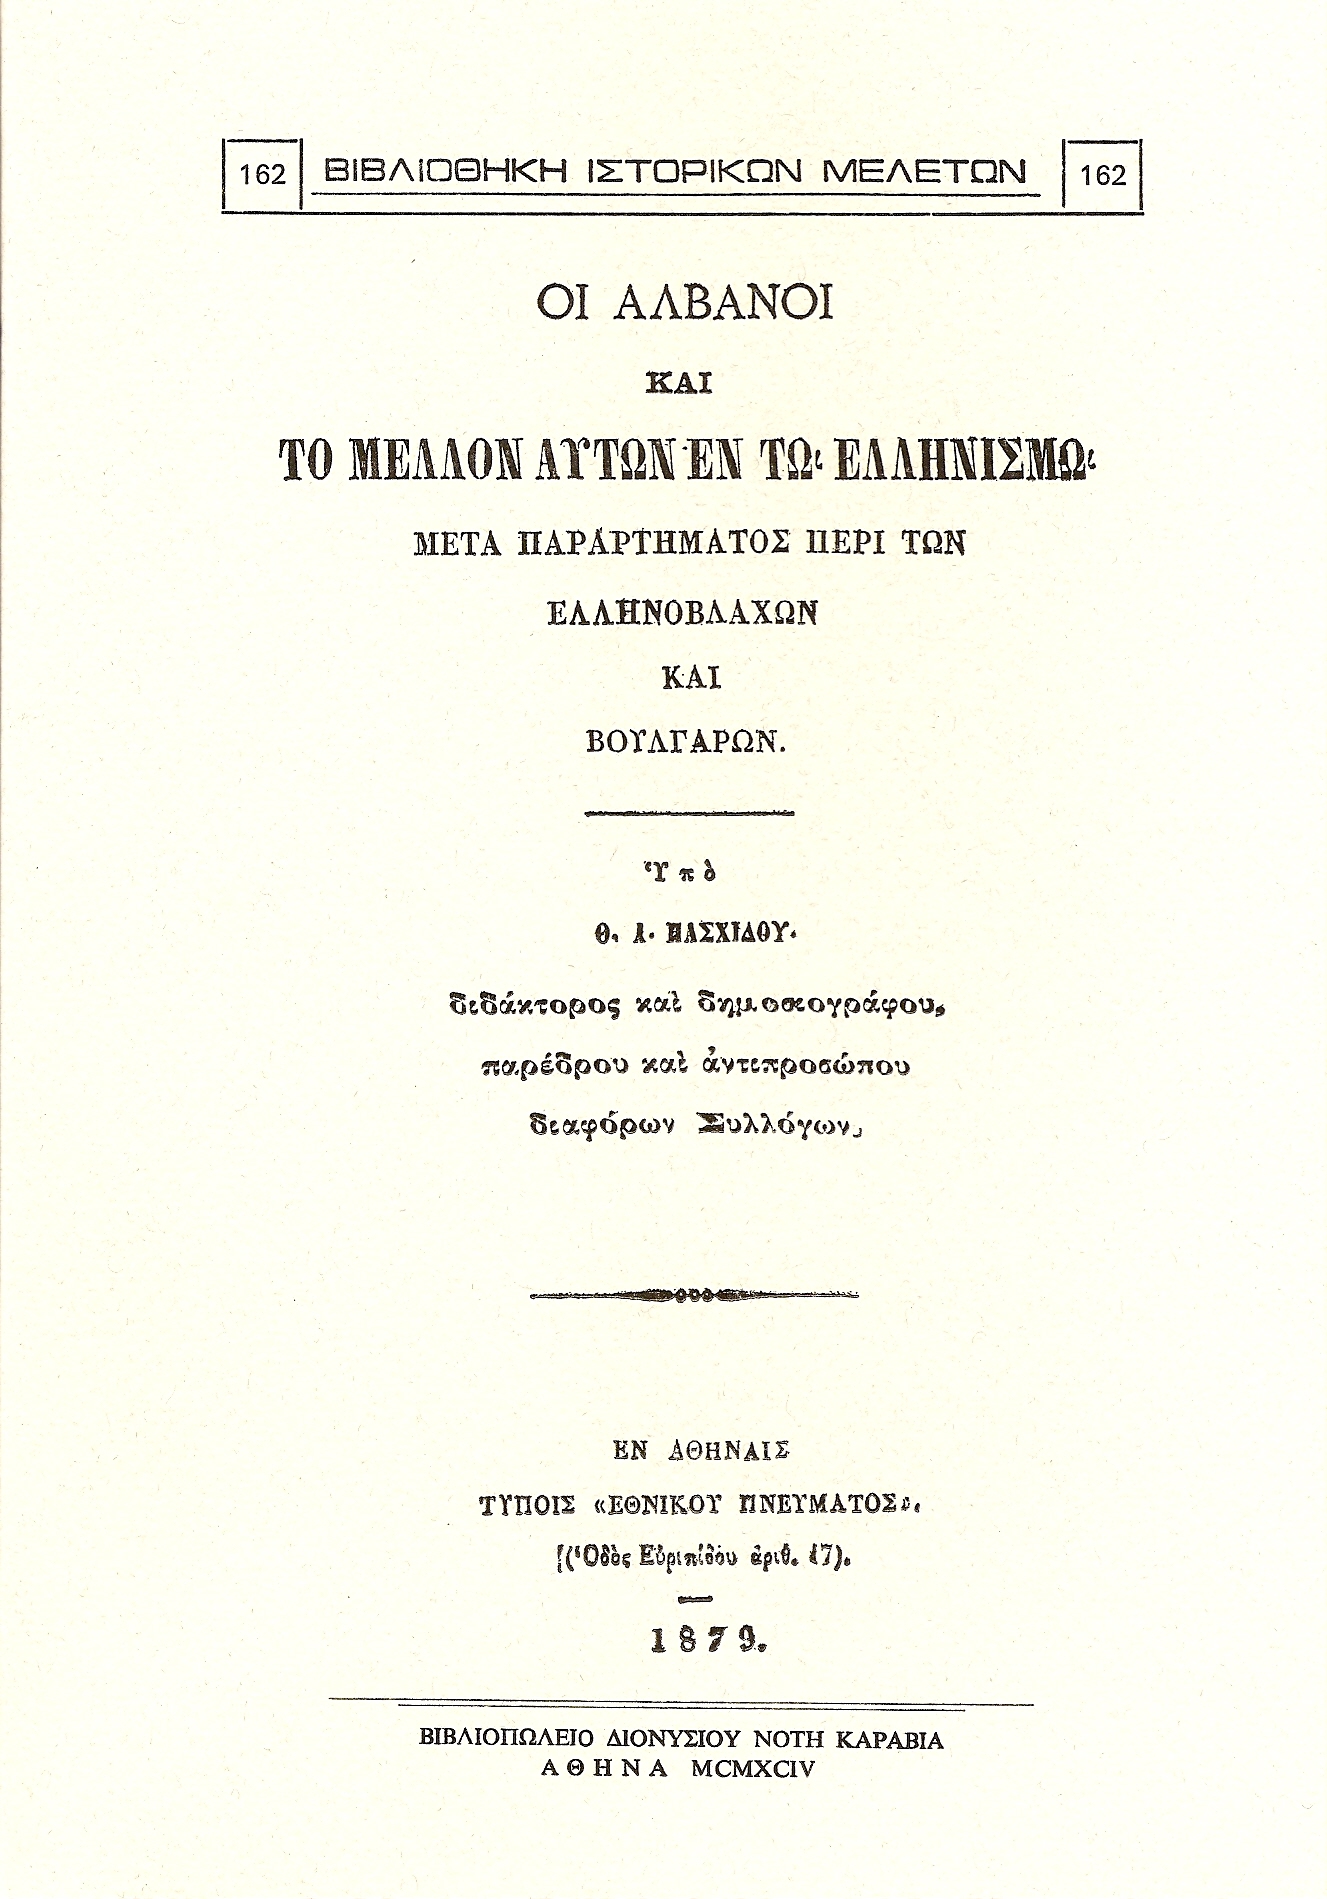 162 ΒΙΒΛΙΟΘΗΚΗ ΙΣΤΟΡΙΚΩΝ ΜΕΛΕΤΩΝ 162
ΟΙ ΑΛΒΑΝΟΙ
ΚΑΙ
ΤΟ ΜΕΛΛΟΝ ΑΥΤΩΝ ΕΝ ΤΩι ΕΛΛΗΝΙΣΜΩι
ΜΕΤΑ ΠΑΡΑΡΤΗΜΑΤΟΣ ΠΕΡΙ ΤΩΝ
ΕΛΛΗΝΟΒΛΑΧΩΝ
ΚΑΙ
ΒΟΥΛΓΑΡΩΝ.
Ὑπὸ
Θ. Α. ΠΑΣΧΙΔΟΥ.
διδάκτορος καὶ δημοσιογράφου,
παρέδρου καὶ ἀντιπροσώπου
διαφόρων Συλλόγων,
ΕΝ ΑΘΗΝΑΙΣ
ΤΥΠΟΙΣ «ΕΘΝΙΚΟΥ ΠΝΕΥΜΑΤΟΣ».
[(Ὁδὸς Εὐριπίδου ἀριθ. 17).
1879.
ΒΙΒΛΙΟΠΩΛΕΙΟ ΔΙΟΝΥΣΙΟΥ ΝΟΤΗ ΚΑΡΑΒΙΑ
ΑΘΗΝΑ MCMXCIV